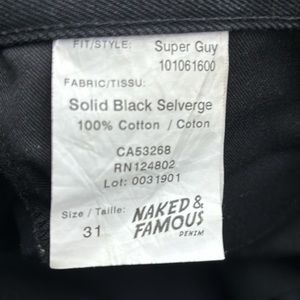 FIT/STYLE: Super Guy
101061600
FABRIC/TISSU:
Solid Black Selverge
100% Cotton / Coton
CA53268
RN124802
Lot: 0031901
Size / Taille: NAKED &
31 FAMOUS
DENIM